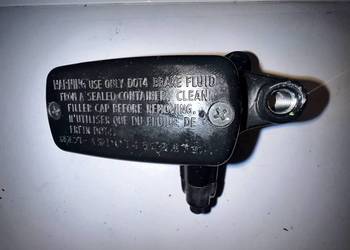 WARNING USE ONLY DOT4 BRAKE FLUID
FROM A SEALED CONTAINER. CLEAN
FILLER CAP BEFORE REMOVING.
N'UTILISER QUE DU FLUIDE DE
FREIN DOT4